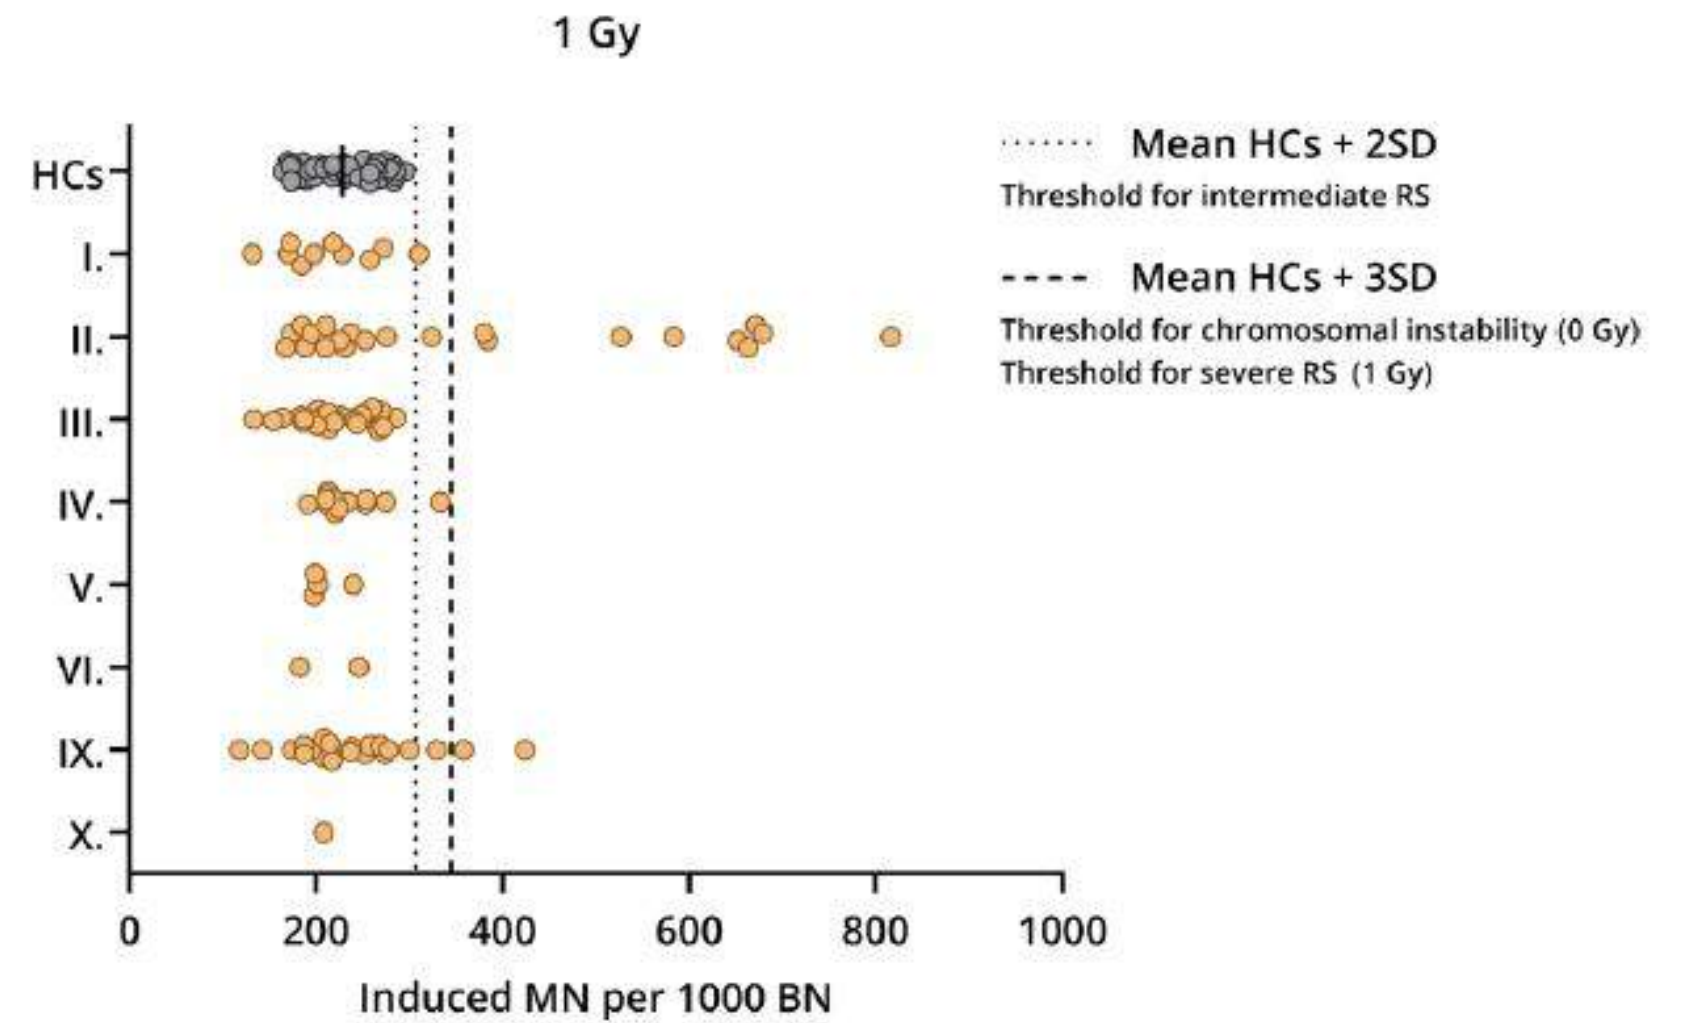 1 Gy
Mean HCs + 2SD
Threshold for intermediate RS
Mean HCs + 3SD
Threshold for chromosomal instability (0 Gy)
Threshold for severe RS (1 Gy)
HCs
I.
II.
III.
IV.
V.
VI.
IX.
X.
0 200 400 600 800 1000
Induced MN per 1000 BN